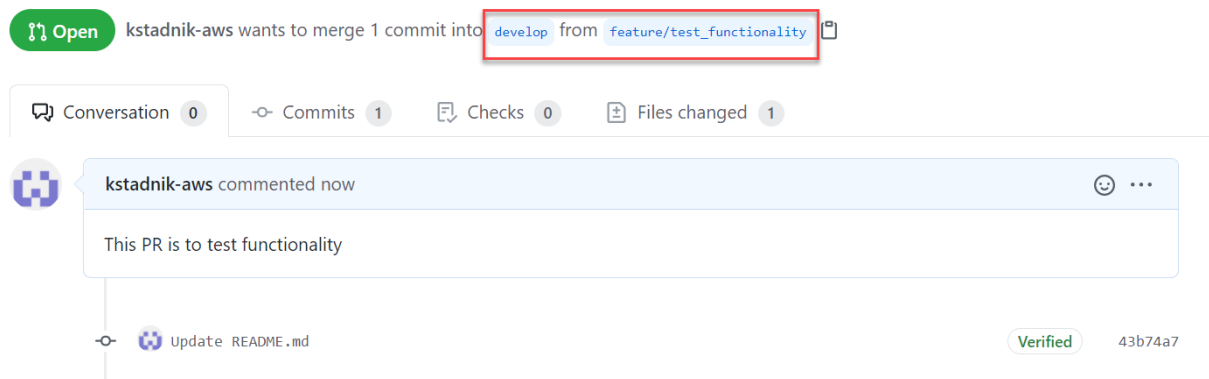 Open kstadnik-aws wants to merge 1 commit into develop from feature/test_functionality
Conversation 0 Commits 1 Checks 0 Files changed 1
kstadnik-aws commented now
This PR is to test functionality
Update README.md Verified 43b74a7